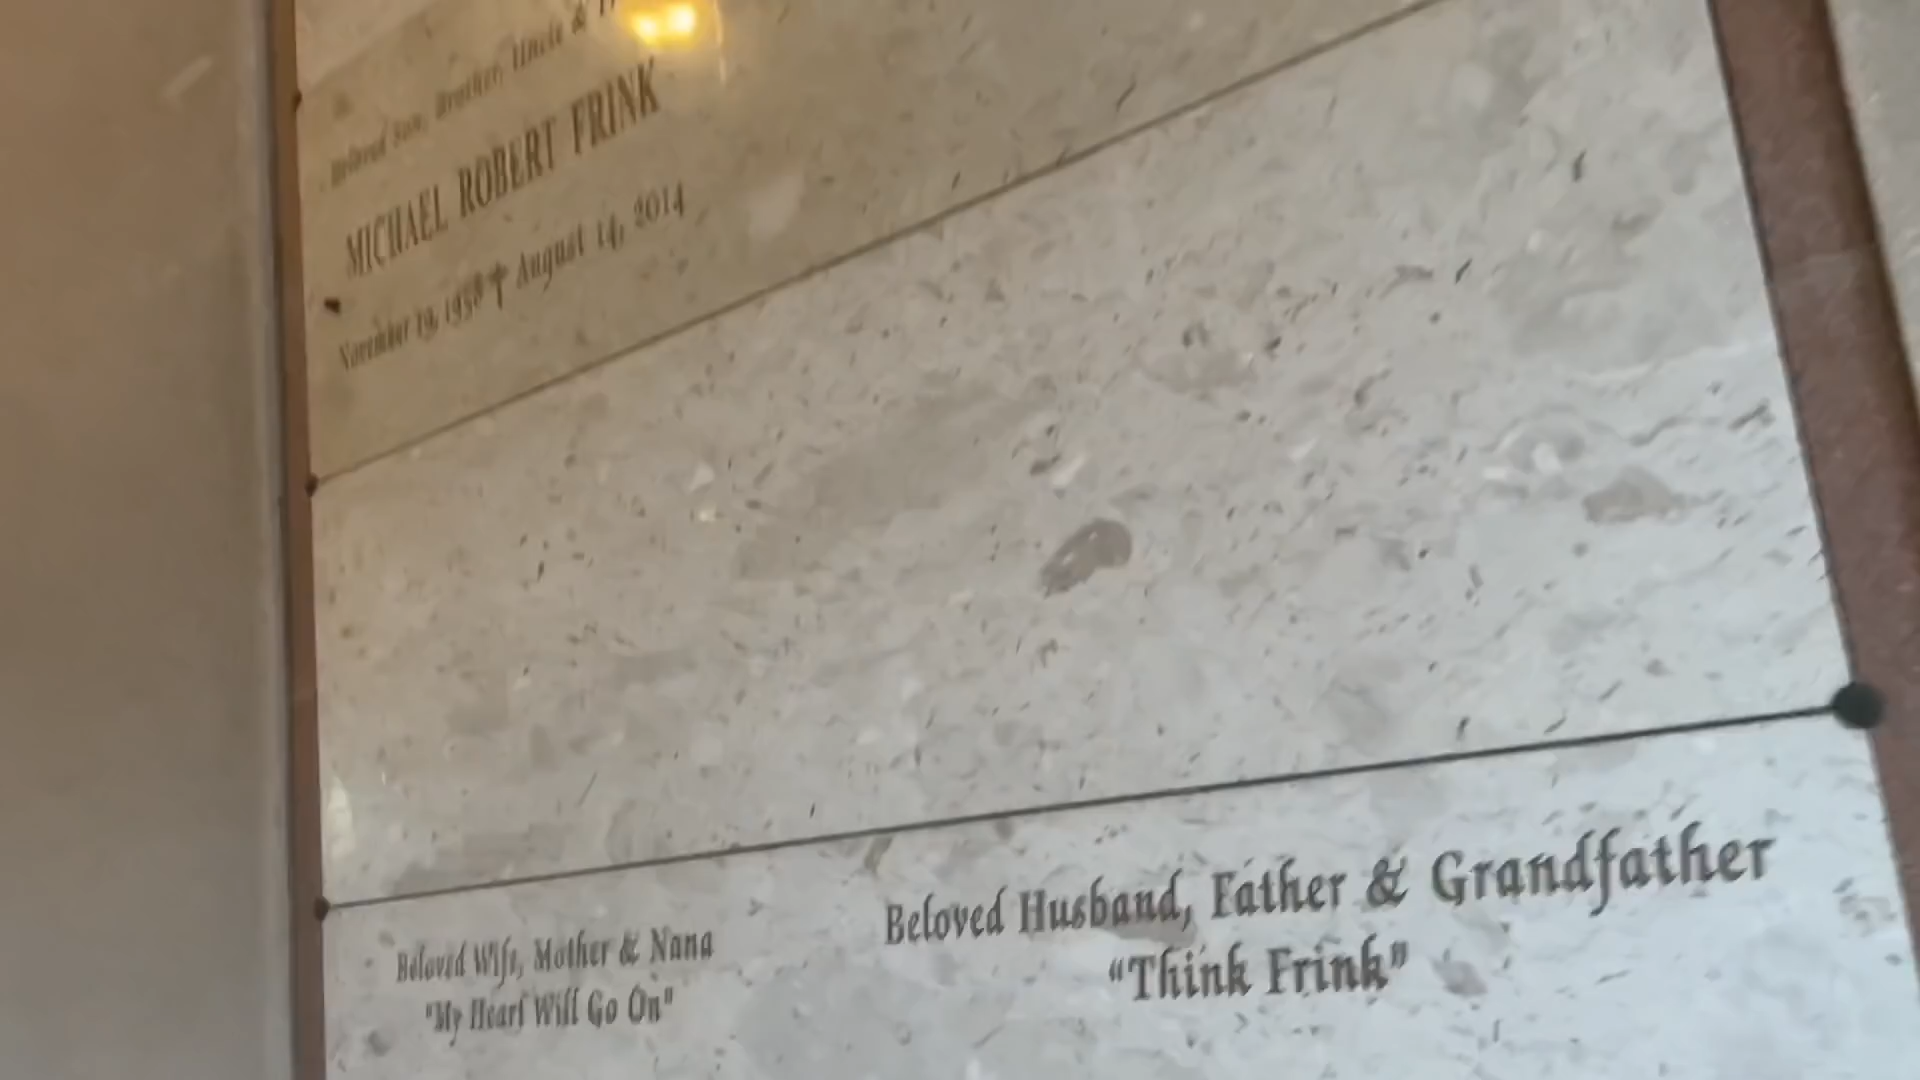 Beloved Son, Brother, Uncle &
MICHAEL ROBERT FRINK
November 19, 1958 † August 14, 2014
Beloved Wife, Mother & Nana
"My Heart Will Go On"
Beloved Husband, Father & Grandfather
“Think Frink”